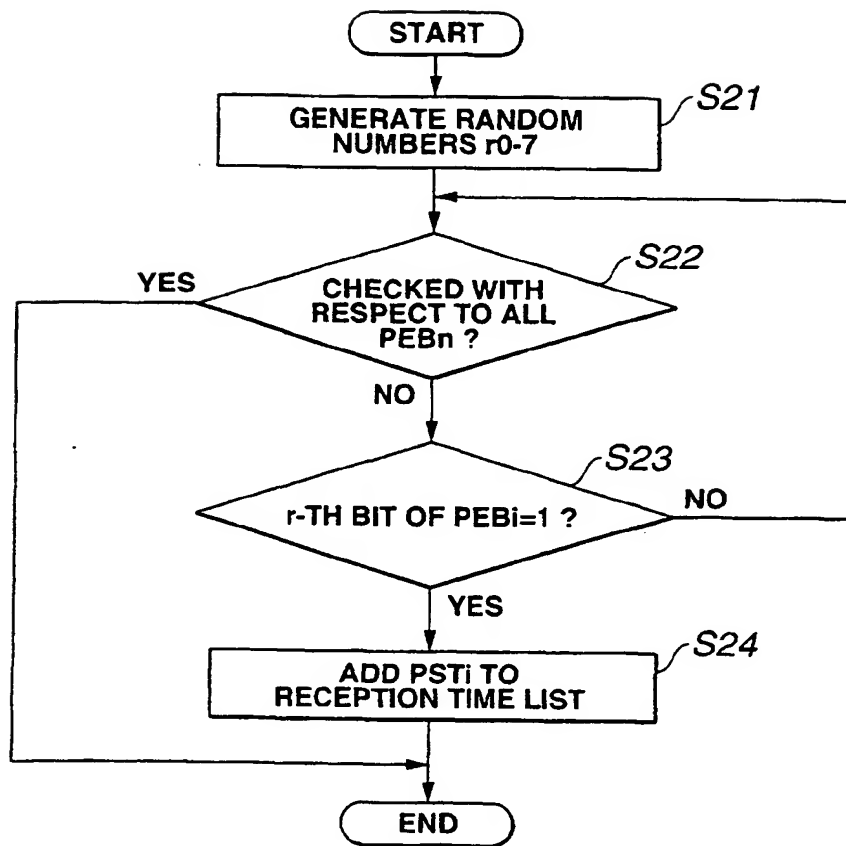 START
GENERATE RANDOM
NUMBERS r0-7
S21
CHECKED WITH
RESPECT TO ALL
PEBn ?
S22
YES
NO
r-TH BIT OF PEBi=1 ?
S23
NO
YES
ADD PSTi TO
RECEPTION TIME LIST
S24
END